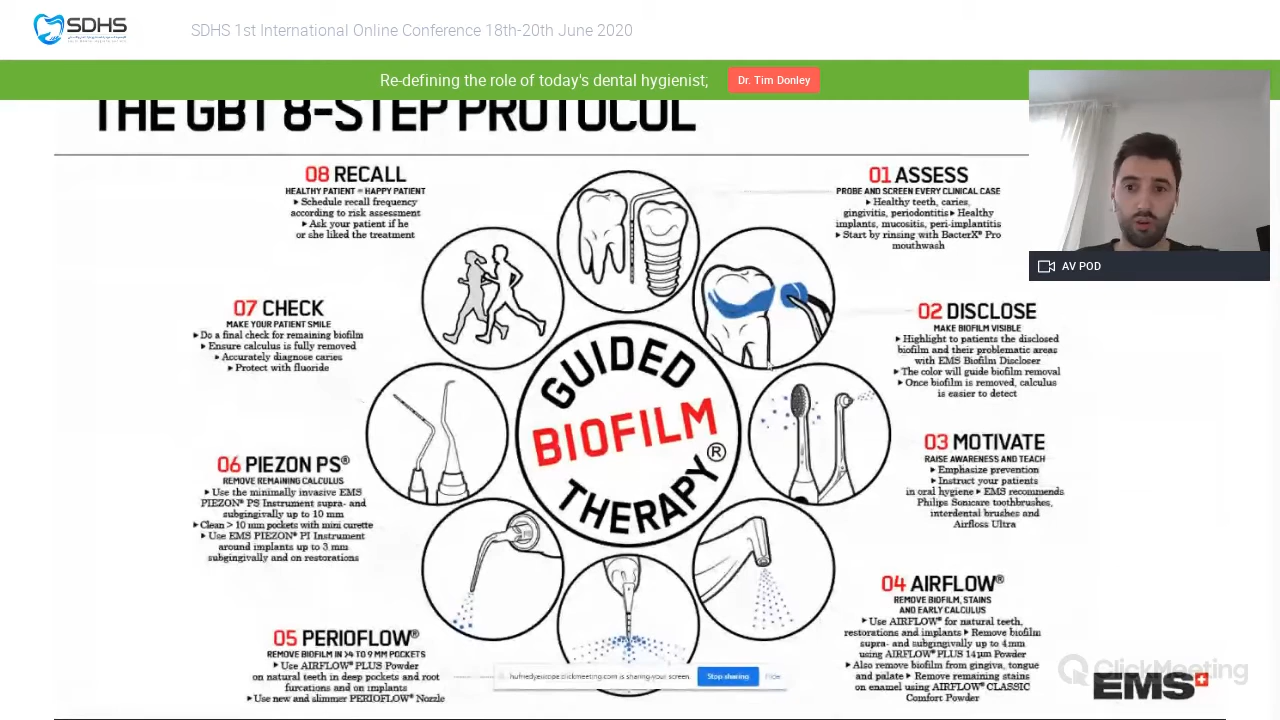 SDHS
SDHS 1st International Online Conference 18th-20th June 2020
Re-defining the role of today's dental hygienist;
Dr. Tim Donley
AV POD
THE GBT 8-STEP PROTOCOL
08 RECALL
HEALTHY PATIENT = HAPPY PATIENT
▸ Schedule recall frequency
according to risk assessment
▸ Ask your patient if he
or she liked the treatment
01 ASSESS
PROBE AND SCREEN EVERY CLINICAL CASE
▸ Healthy teeth, caries,
gingivitis, periodontitis ▸ Healthy
implants, mucositis, peri-implantitis
▸ Start by rinsing with BacterX® Pro
mouthwash
07 CHECK
MAKE YOUR PATIENT SMILE
▸ Do a final check for remaining biofilm
▸ Ensure calculus is fully removed
▸ Accurately diagnose caries
▸ Protect with fluoride
02 DISCLOSE
MAKE BIOFILM VISIBLE
▸ Highlight to patients the disclosed
biofilm and their problematic areas
with EMS Biofilm Discloser
▸ The color will guide biofilm removal
▸ Once biofilm is removed, calculus
is easier to detect
GUIDED
BIOFILM
THERAPY®
06 PIEZON PS®
REMOVE REMAINING CALCULUS
▸ Use the minimally invasive EMS
PIEZON® PS Instrument supra- and
subgingivally up to 10 mm
▸ Clean > 10 mm pockets with mini curette
▸ Use EMS PIEZON® PI Instrument
around implants up to 3 mm
subgingivally and on restorations
03 MOTIVATE
RAISE AWARENESS AND TEACH
▸ Emphasize prevention
▸ Instruct your patients
in oral hygiene ▸ EMS recommends
Philips Sonicare toothbrushes,
interdental brushes and
Airfloss Ultra
05 PERIOFLOW®
REMOVE BIOFILM IN >4 TO 9 MM POCKETS
▸ Use AIRFLOW® PLUS Powder
on natural teeth in deep pockets and root
furcations and on implants
▸ Use new and slimmer PERIOFLOW® Nozzle
04 AIRFLOW®
REMOVE BIOFILM, STAINS
AND EARLY CALCULUS
▸ Use AIRFLOW® for natural teeth,
restorations and implants ▸ Remove biofilm
supra- and subgingivally up to 4mm
using AIRFLOW® PLUS 14µm Powder
▸ Also remove biofilm from gingiva, tongue
and palate ▸ Remove remaining stains
on enamel using AIRFLOW® CLASSIC
Comfort Powder
hufriedyeurope.clickmeeting.com is sharing your screen.
Stop sharing
Hide
ClickMeeting
EMS